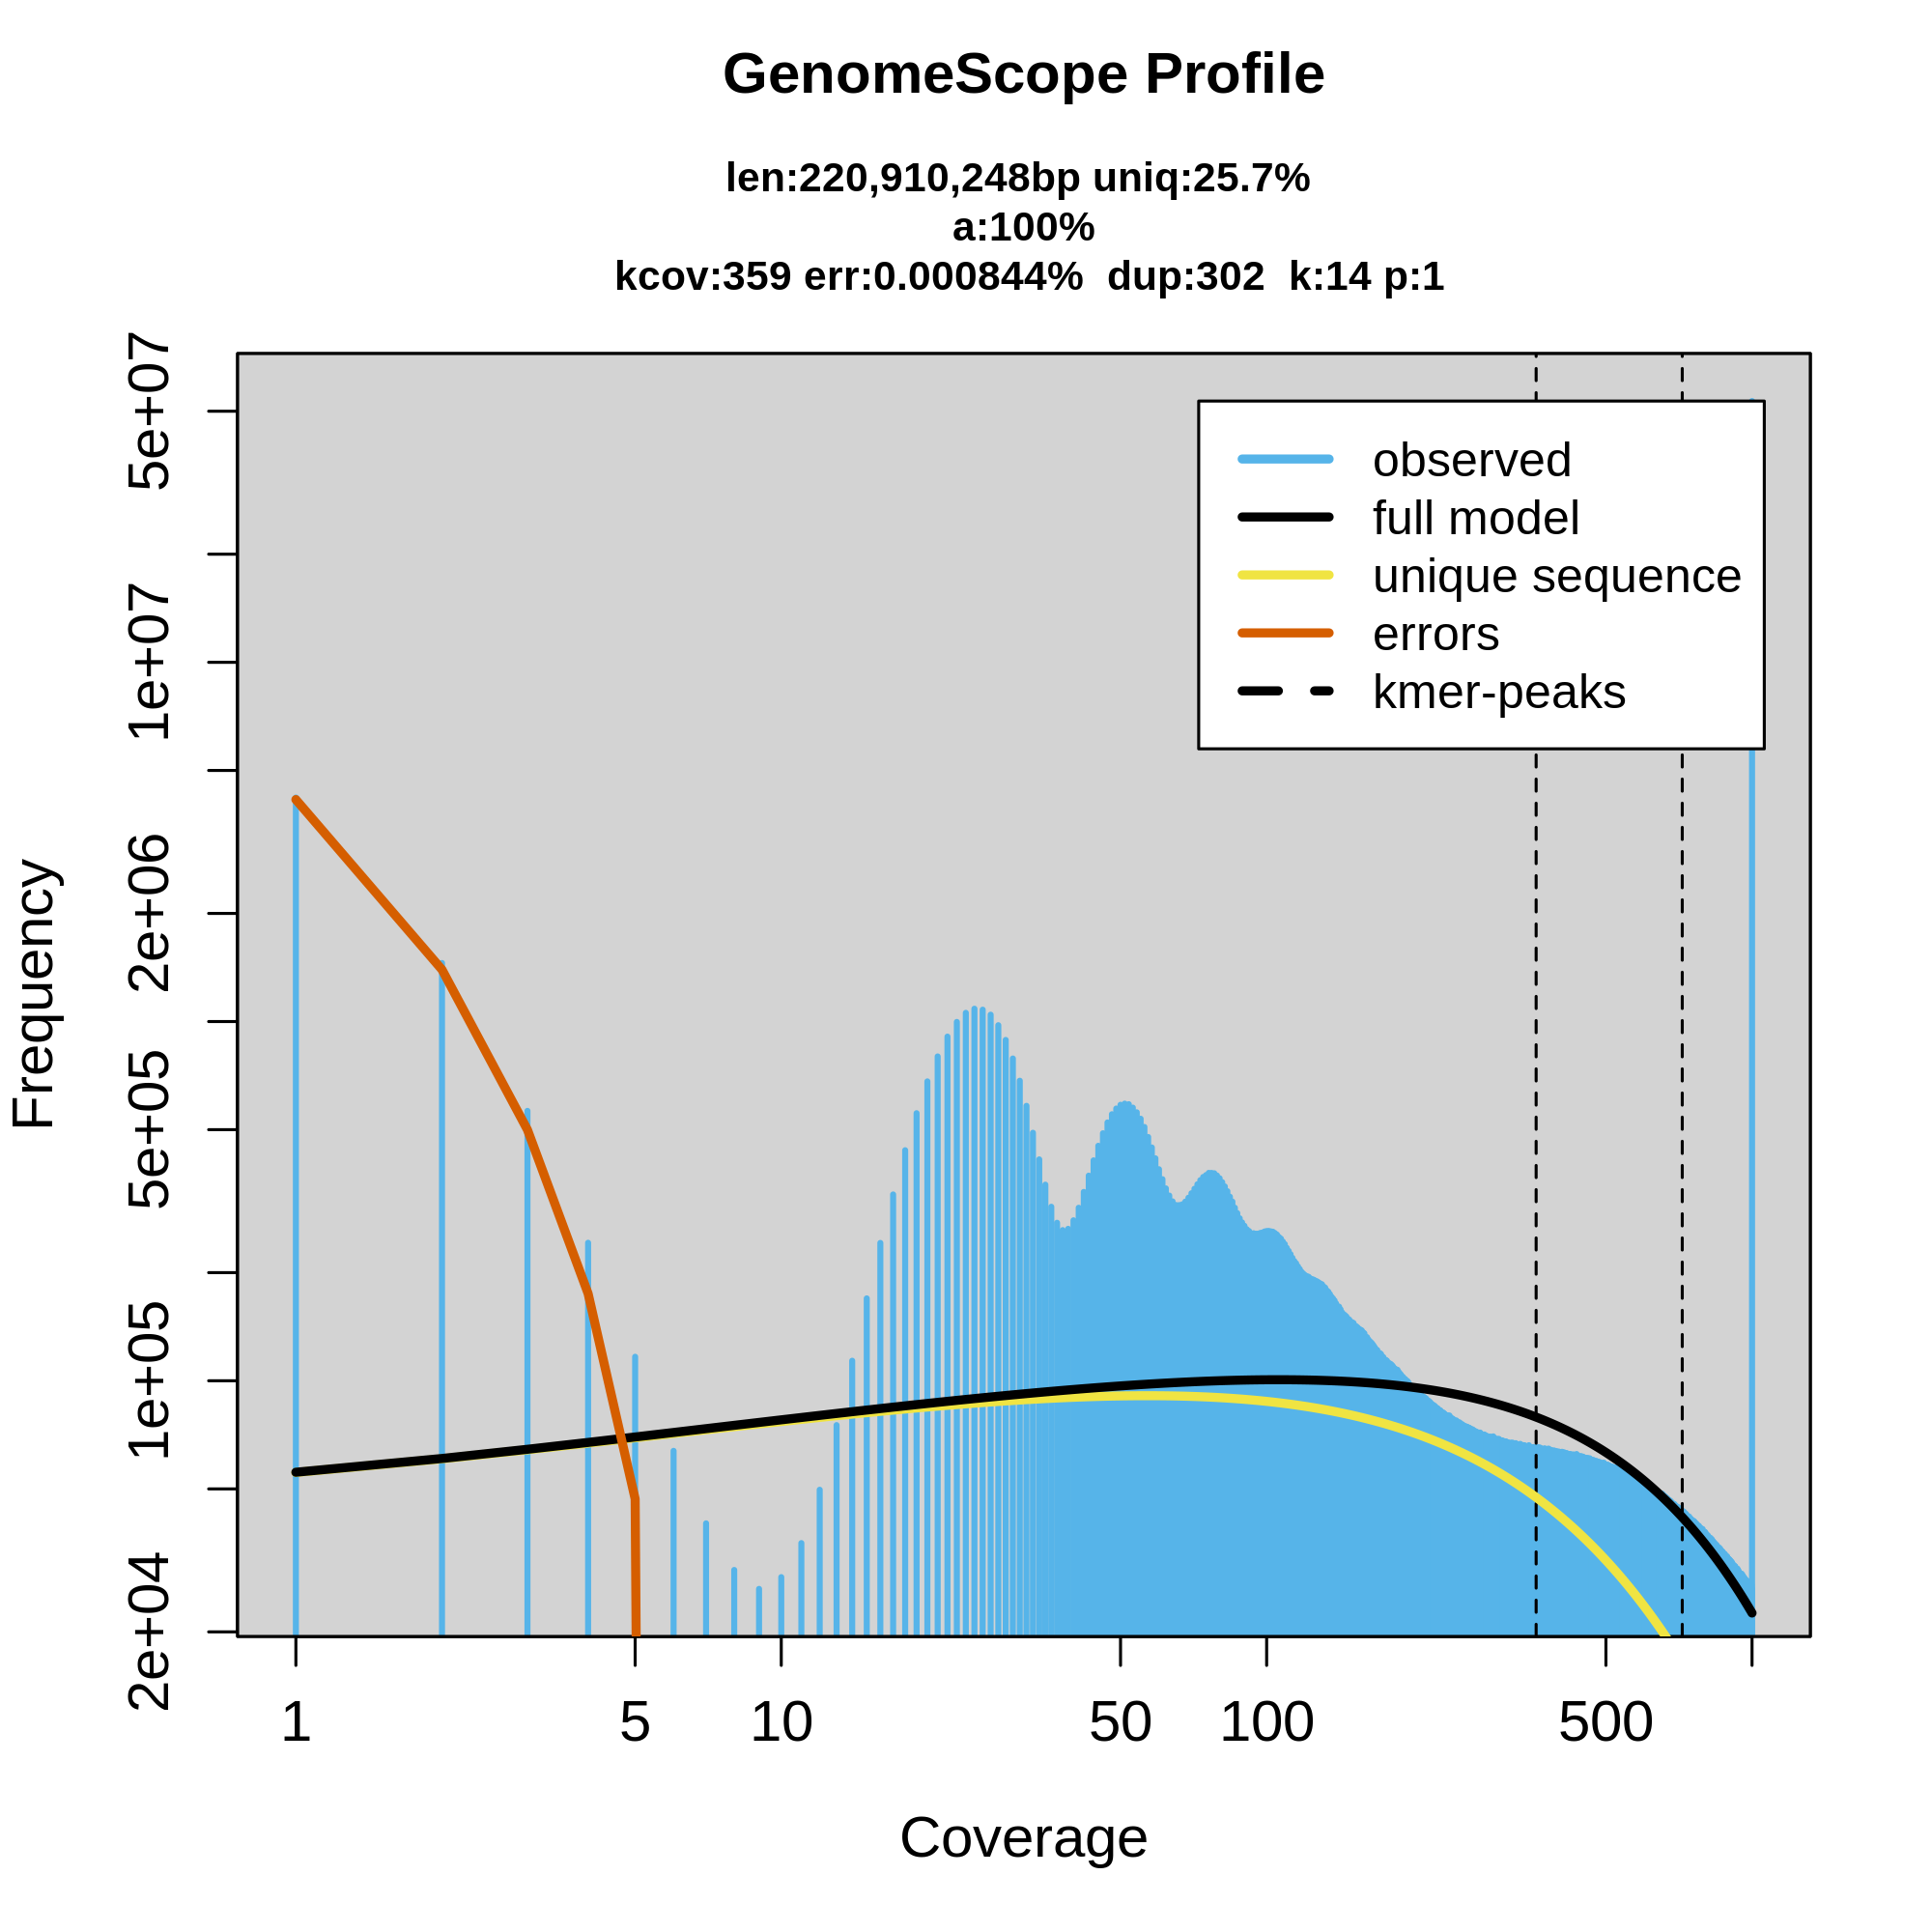 GenomeScope Profile
len:220,910,248bp uniq:25.7%
a:100%
kcov:359 err:0.000844%  dup:302  k:14 p:1
observed
full model
unique sequence
errors
kmer-peaks
Frequency
5e+07
1e+07
2e+06
5e+05
1e+05
2e+04
1 5 10 50 100 500
Coverage